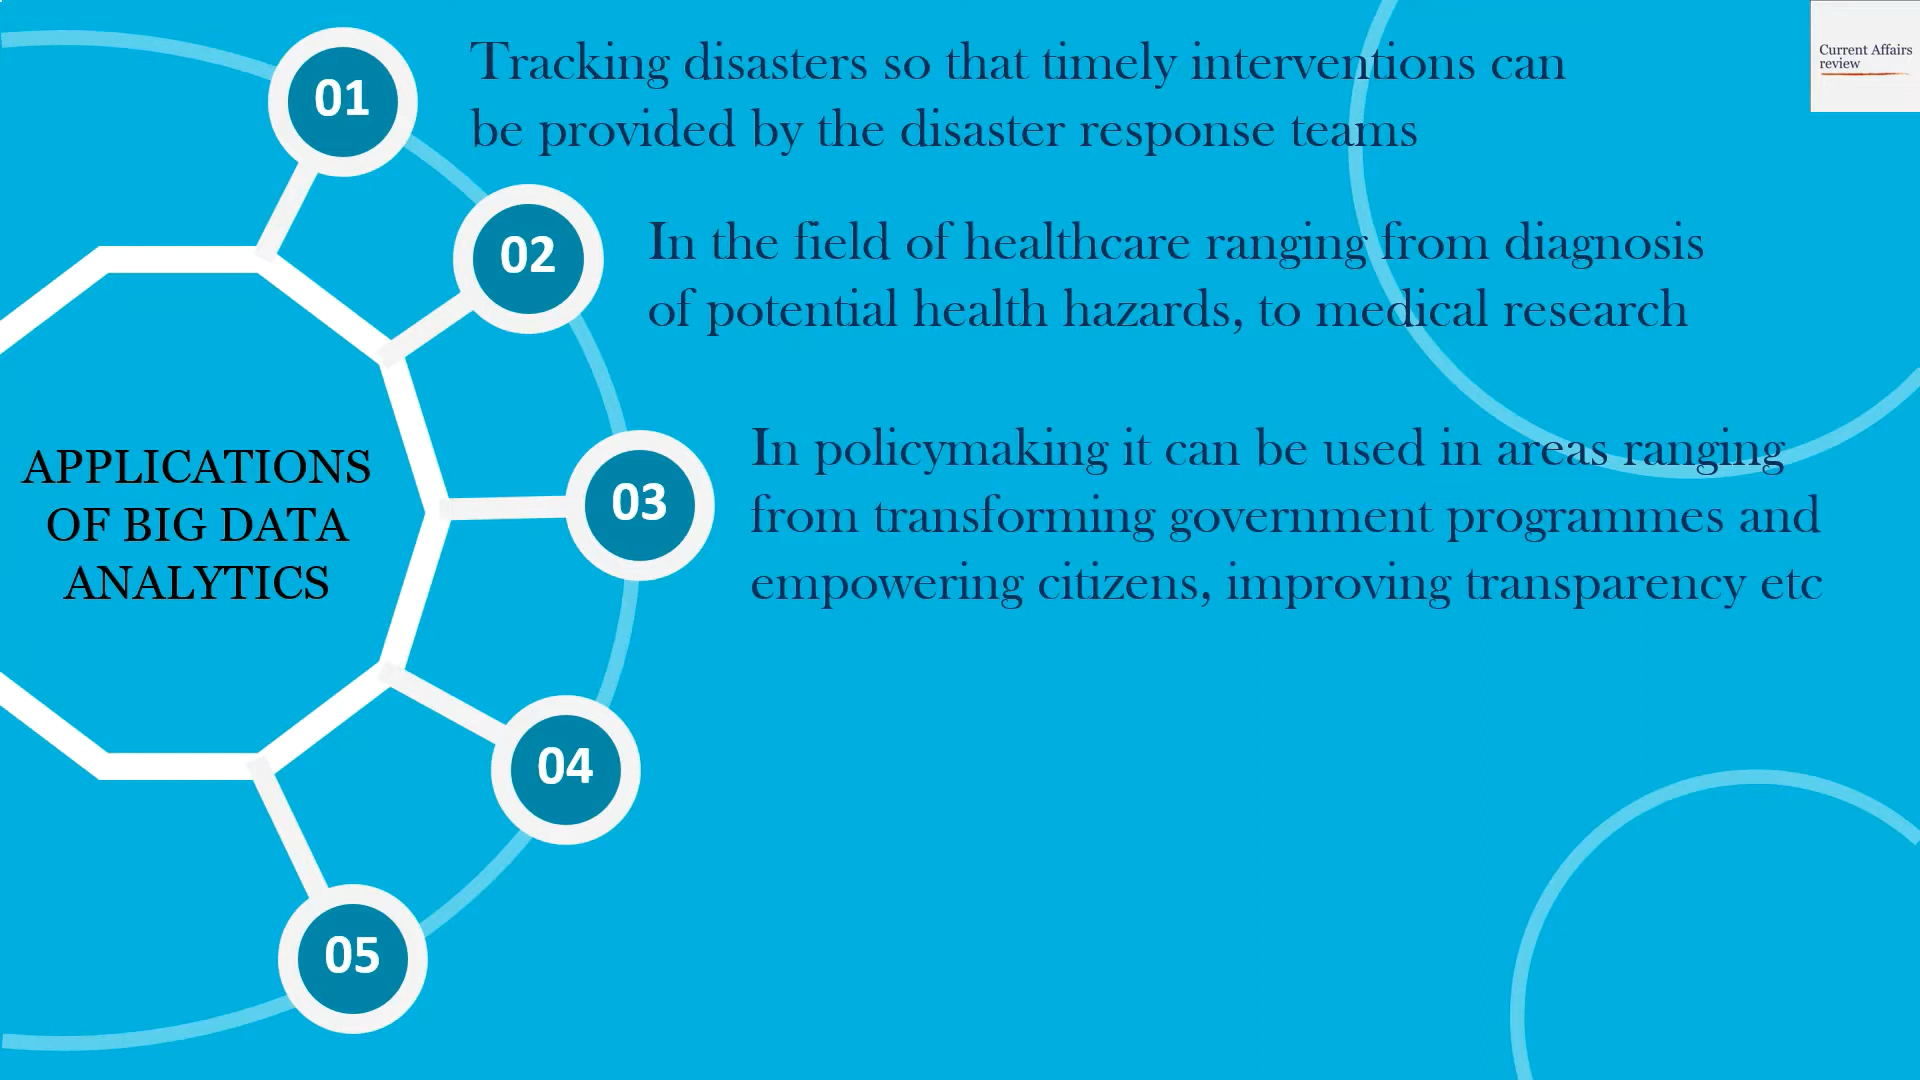 Current Affairs
review
01
Tracking disasters so that timely interventions can
be provided by the disaster response teams
02
In the field of healthcare ranging from diagnosis
of potential health hazards, to medical research
APPLICATIONS
OF BIG DATA
ANALYTICS
03
In policymaking it can be used in areas ranging
from transforming government programmes and
empowering citizens, improving transparency etc
04
05